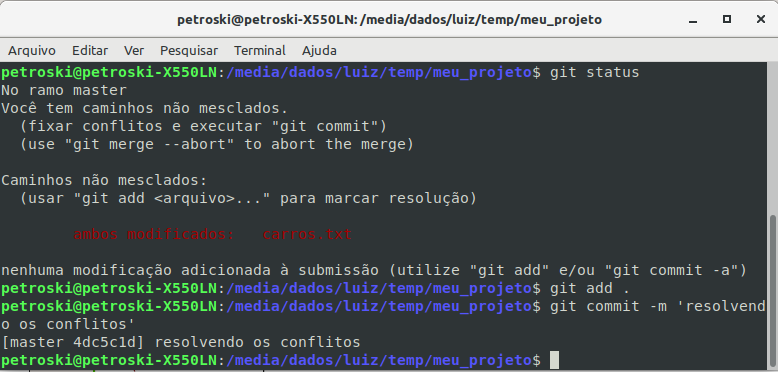 petroski@petroski-X550LN: /media/dados/luiz/temp/meu_projeto
Arquivo Editar Ver Pesquisar Terminal Ajuda
petroski@petroski-X550LN:/media/dados/luiz/temp/meu_projeto$ git status
No ramo master
Você tem caminhos não mesclados.
  (fixar conflitos e executar "git commit")
  (use "git merge --abort" to abort the merge)
Caminhos não mesclados:
  (usar "git add <arquivo>..." para marcar resolução)
        ambos modificados:   carros.txt
nenhuma modificação adicionada à submissão (utilize "git add" e/ou "git commit -a")
petroski@petroski-X550LN:/media/dados/luiz/temp/meu_projeto$ git add .
petroski@petroski-X550LN:/media/dados/luiz/temp/meu_projeto$ git commit -m 'resolvend
o os conflitos'
[master 4dc5c1d] resolvendo os conflitos
petroski@petroski-X550LN:/media/dados/luiz/temp/meu_projeto$